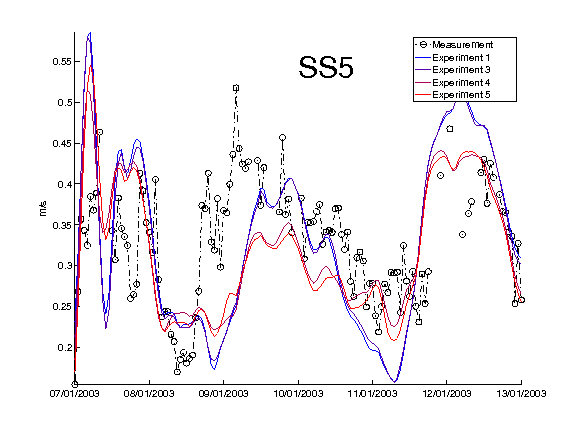 SS5
Measurement
Experiment 1
Experiment 3
Experiment 4
Experiment 5
0.55
0.5
0.45
0.4
0.35
0.3
0.25
0.2
m/s
07/01/2003 08/01/2003 09/01/2003 10/01/2003 11/01/2003 12/01/2003 13/01/2003